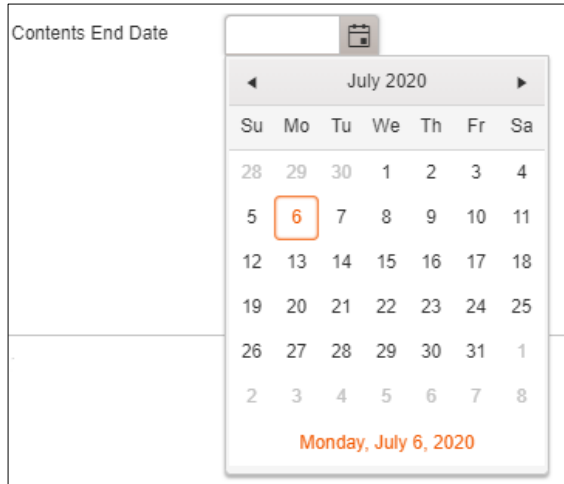 Contents End Date
July 2020
Su Mo Tu We Th Fr Sa
28 29 30 1 2 3 4
5 6 7 8 9 10 11
12 13 14 15 16 17 18
19 20 21 22 23 24 25
26 27 28 29 30 31 1
2 3 4 5 6 7 8
Monday, July 6, 2020